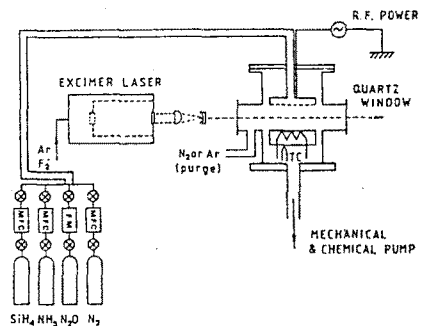 R.F. POWER
EXCIMER LASER
QUARTZ
WINDOW
Ar
F₂
N₂ or Ar
(purge)
TC
MECHANICAL
& CHEMICAL PUMP
MFC
MFC
FM
MFC
SiH₄ NH₃ N₂O N₂